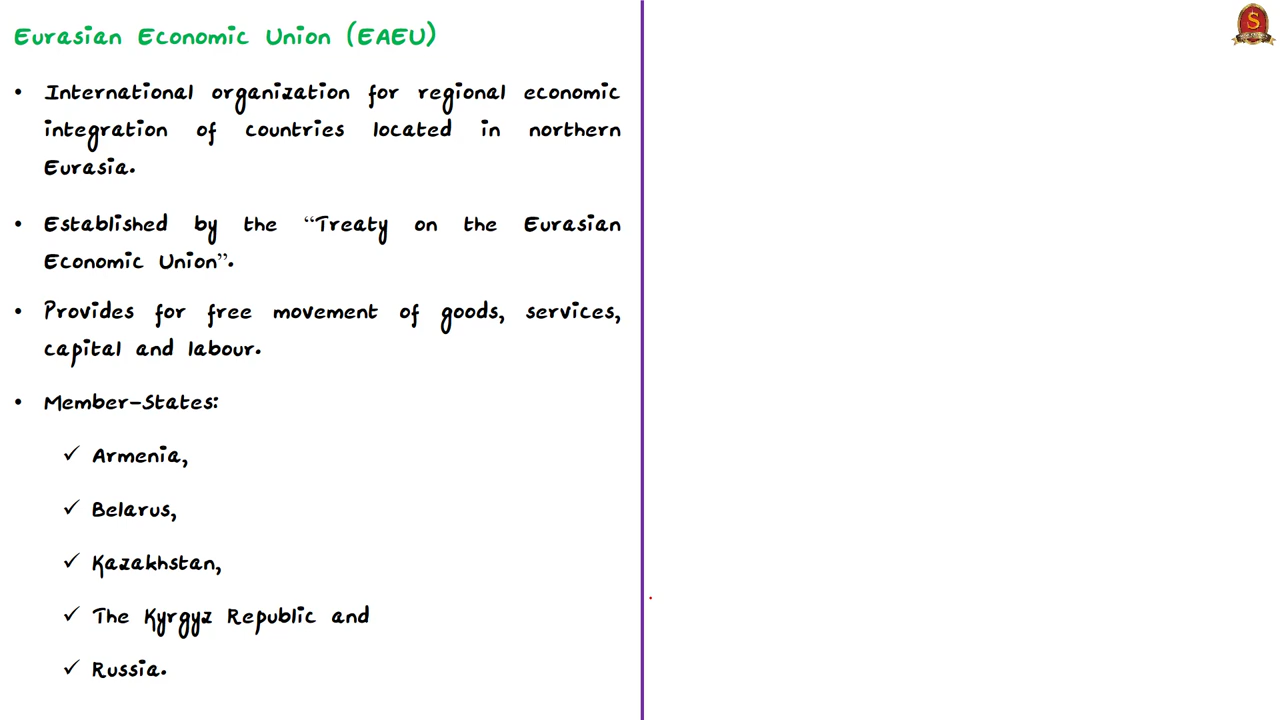 Eurasian Economic Union (EAEU)
• International organization for regional economic
integration of countries located in northern
Eurasia.
• Established by the “Treaty on the Eurasian
Economic Union”.
• Provides for free movement of goods, services,
capital and labour.
• Member-States:
✓ Armenia,
✓ Belarus,
✓ Kazakhstan,
✓ The Kyrgyz Republic and
✓ Russia.
S